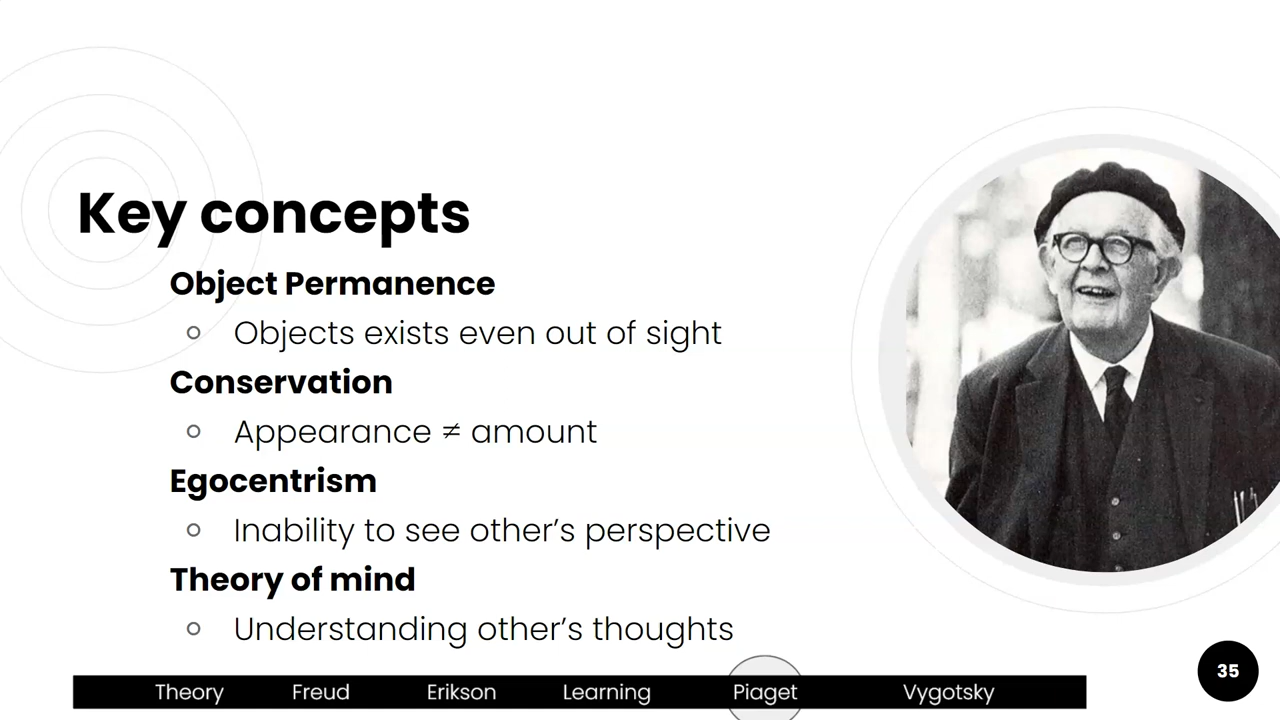 Key concepts
Object Permanence
Objects exists even out of sight
Conservation
Appearance ≠ amount
Egocentrism
Inability to see other’s perspective
Theory of mind
Understanding other’s thoughts
Theory Freud Erikson Learning Piaget Vygotsky
35